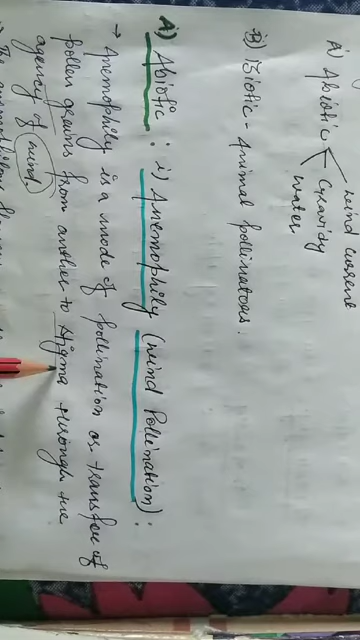 wind current
A) Abiotic Gravity
water
B) Biotic - Animal pollinators.
A) Abiotic : i) Anemophily (wind Pollination) :
→ Anemophily is a mode of pollination or transfer of
pollen grains from another to stigma through the
agency of wind.